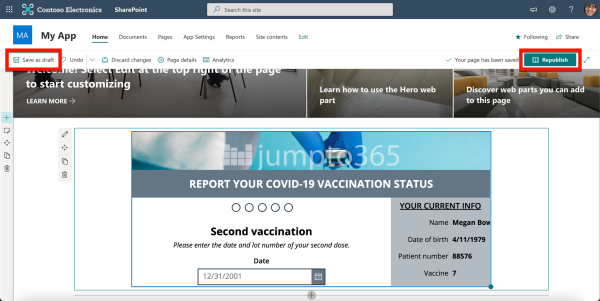 Contoso Electronics SharePoint Search this site
MA My App Home Documents Pages App Settings Reports Site contents Edit Following Share
Save as draft Undo Discard changes Page details Analytics Your page has been saved Republish
Welcome! Select Edit at the top right of the page
to start customizing
LEARN MORE
Learn how to use the Hero web
part
Discover web parts you can add
to this page
jumpto365
REPORT YOUR COVID-19 VACCINATION STATUS
Second vaccination
Please enter the date and lot number of your second dose.
Date
12/31/2001
YOUR CURRENT INFO
Name Megan Bow
Date of birth 4/11/1979
Patient number 88576
Vaccine 7